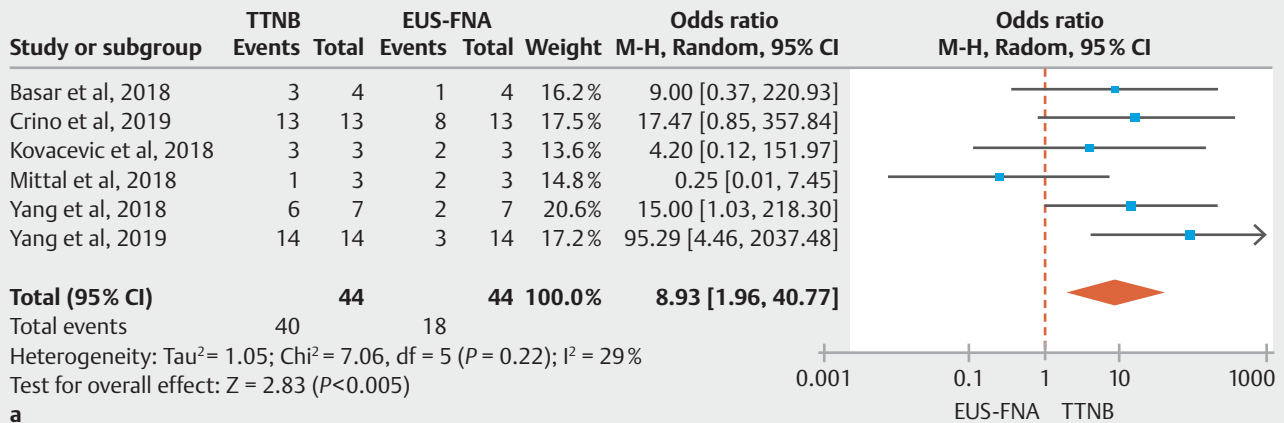 TTNB EUS-FNA Odds ratio Odds ratio
Study or subgroup Events Total Events Total Weight M-H, Random, 95% CI M-H, Radom, 95% CI
Basar et al, 2018 3 4 1 4 16.2% 9.00 [0.37, 220.93]
Crino et al, 2019 13 13 8 13 17.5% 17.47 [0.85, 357.84]
Kovacevic et al, 2018 3 3 2 3 13.6% 4.20 [0.12, 151.97]
Mittal et al, 2018 1 3 2 3 14.8% 0.25 [0.01, 7.45]
Yang et al, 2018 6 7 2 7 20.6% 15.00 [1.03, 218.30]
Yang et al, 2019 14 14 3 14 17.2% 95.29 [4.46, 2037.48]
Total (95% CI) 44 44 100.0% 8.93 [1.96, 40.77]
Total events 40 18
Heterogeneity: Tau² = 1.05; Chi² = 7.06, df = 5 (P = 0.22); I² = 29%
Test for overall effect: Z = 2.83 (P<0.005)
0.001 0.1 1 10 1000
a EUS-FNA TTNB